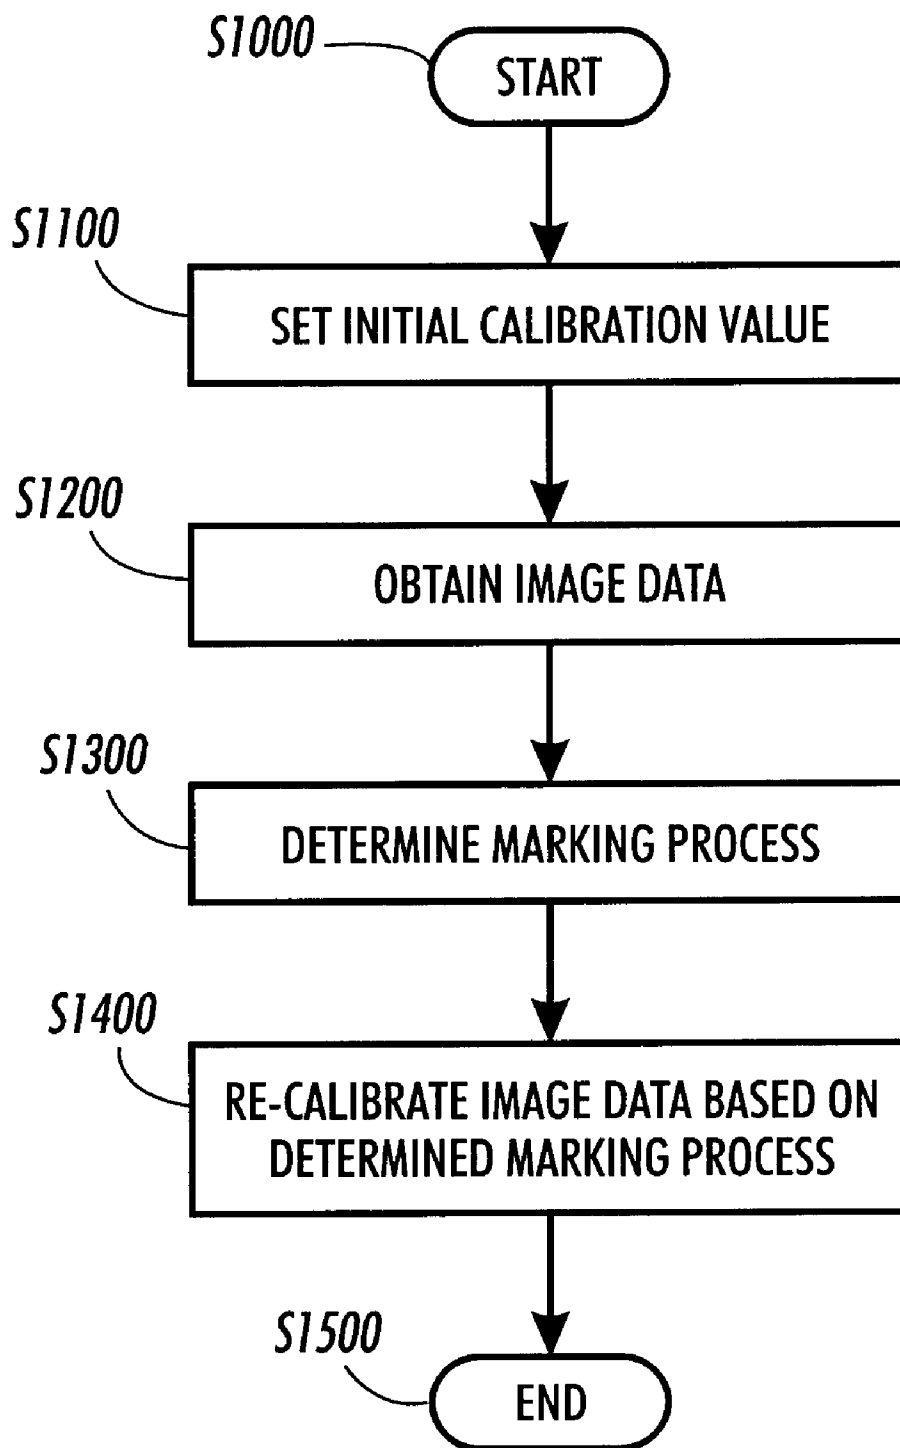 S1000
START
S1100
SET INITIAL CALIBRATION VALUE
S1200
OBTAIN IMAGE DATA
S1300
DETERMINE MARKING PROCESS
S1400
RE-CALIBRATE IMAGE DATA BASED ON
DETERMINED MARKING PROCESS
S1500
END